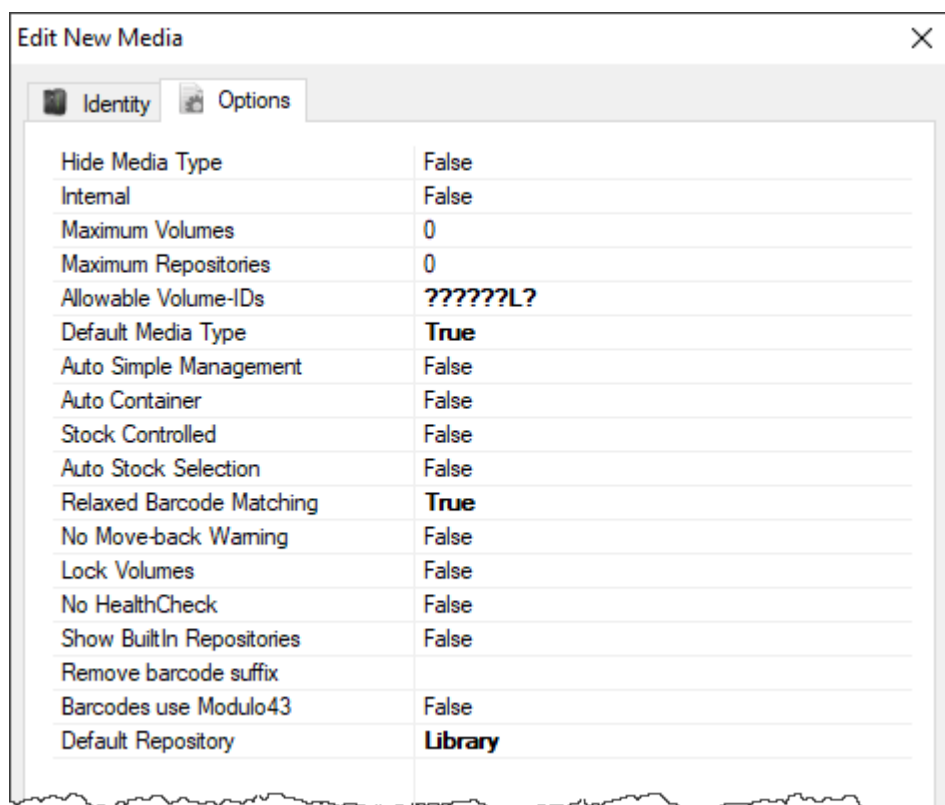 Edit New Media
Identity Options
Hide Media Type False
Internal False
Maximum Volumes 0
Maximum Repositories 0
Allowable Volume-IDs ??????L?
Default Media Type True
Auto Simple Management False
Auto Container False
Stock Controlled False
Auto Stock Selection False
Relaxed Barcode Matching True
No Move-back Warning False
Lock Volumes False
No HealthCheck False
Show BuiltIn Repositories False
Remove barcode suffix
Barcodes use Modulo43 False
Default Repository Library